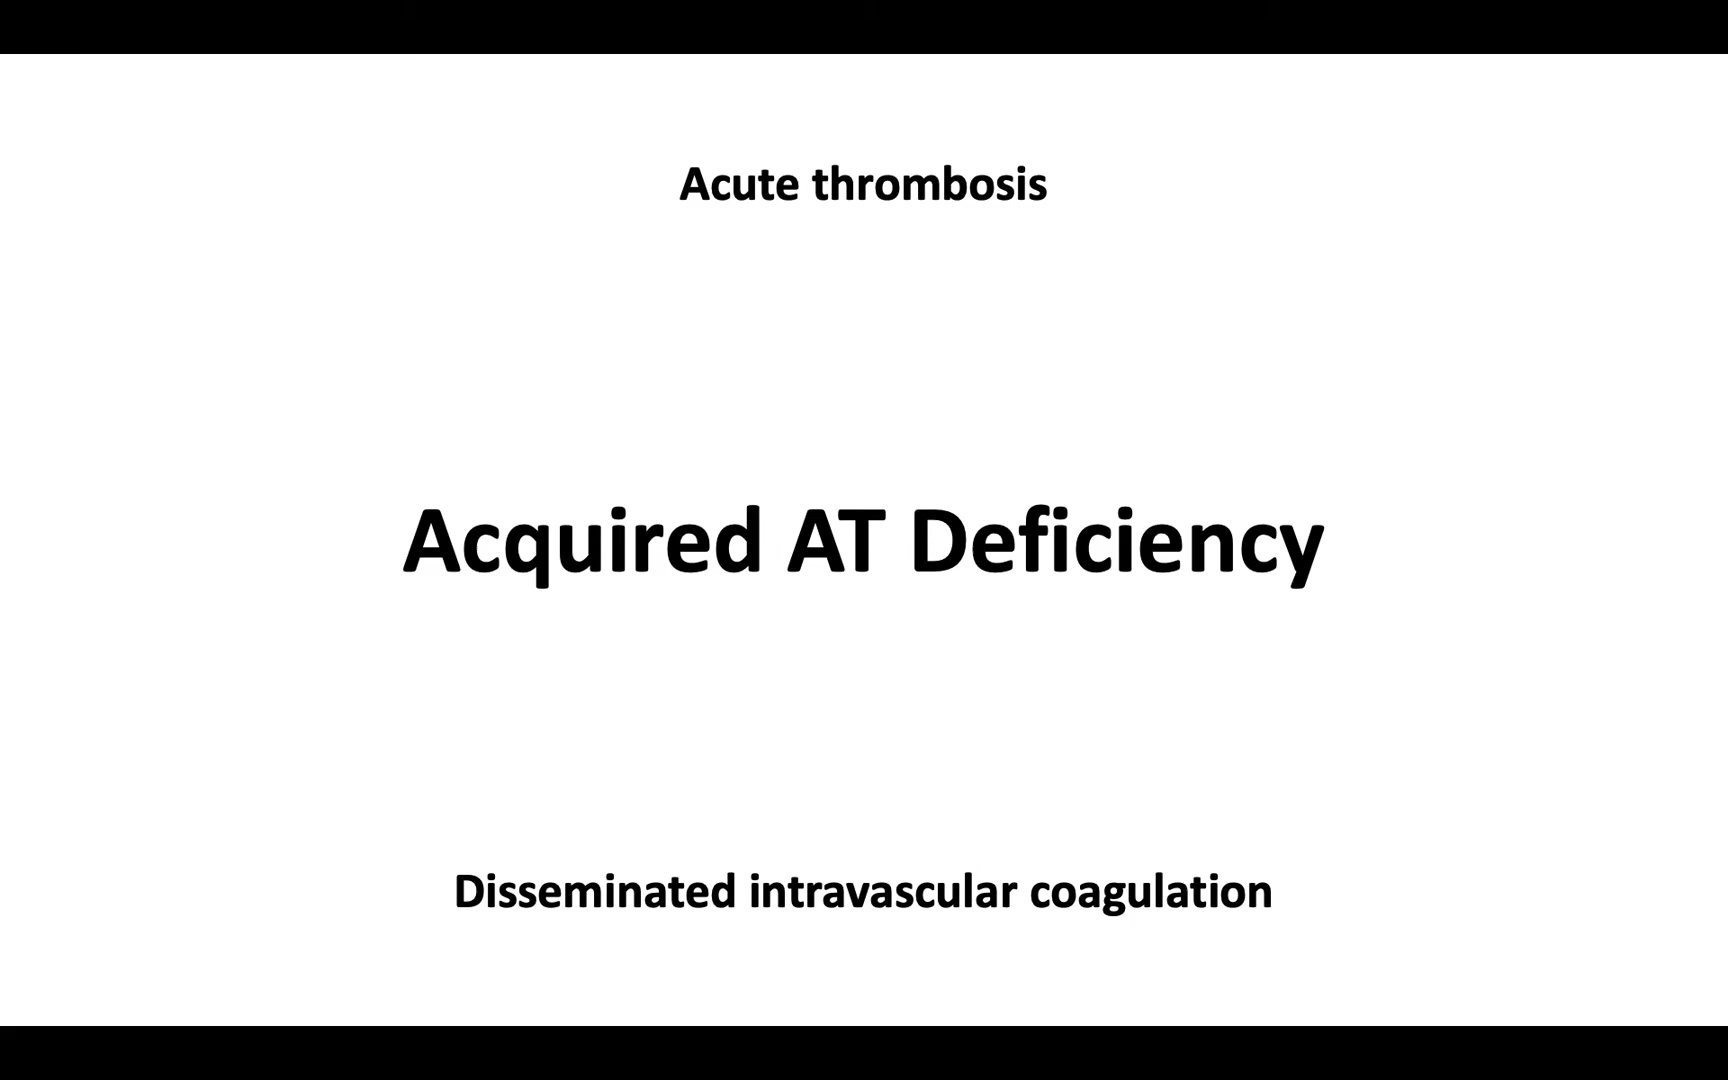 Acute thrombosis
Acquired AT Deficiency
Disseminated intravascular coagulation